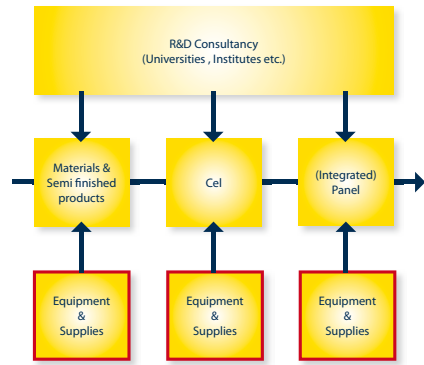 R&D Consultancy
(Universities , Institutes etc.)
Materials &
Semi finished
products
Cel
(Integrated)
Panel
Equipment
&
Supplies
Equipment
&
Supplies
Equipment
&
Supplies